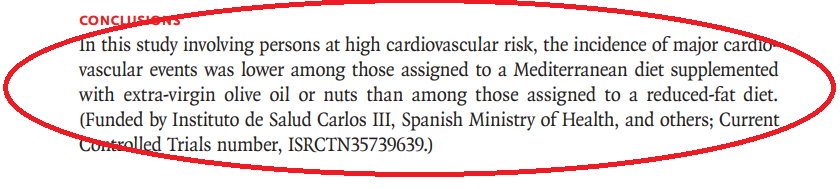 CONCLUSIONS
In this study involving persons at high cardiovascular risk, the incidence of major cardio-
vascular events was lower among those assigned to a Mediterranean diet supplemented
with extra-virgin olive oil or nuts than among those assigned to a reduced-fat diet.
(Funded by Instituto de Salud Carlos III, Spanish Ministry of Health, and others; Current
Controlled Trials number, ISRCTN35739639.)